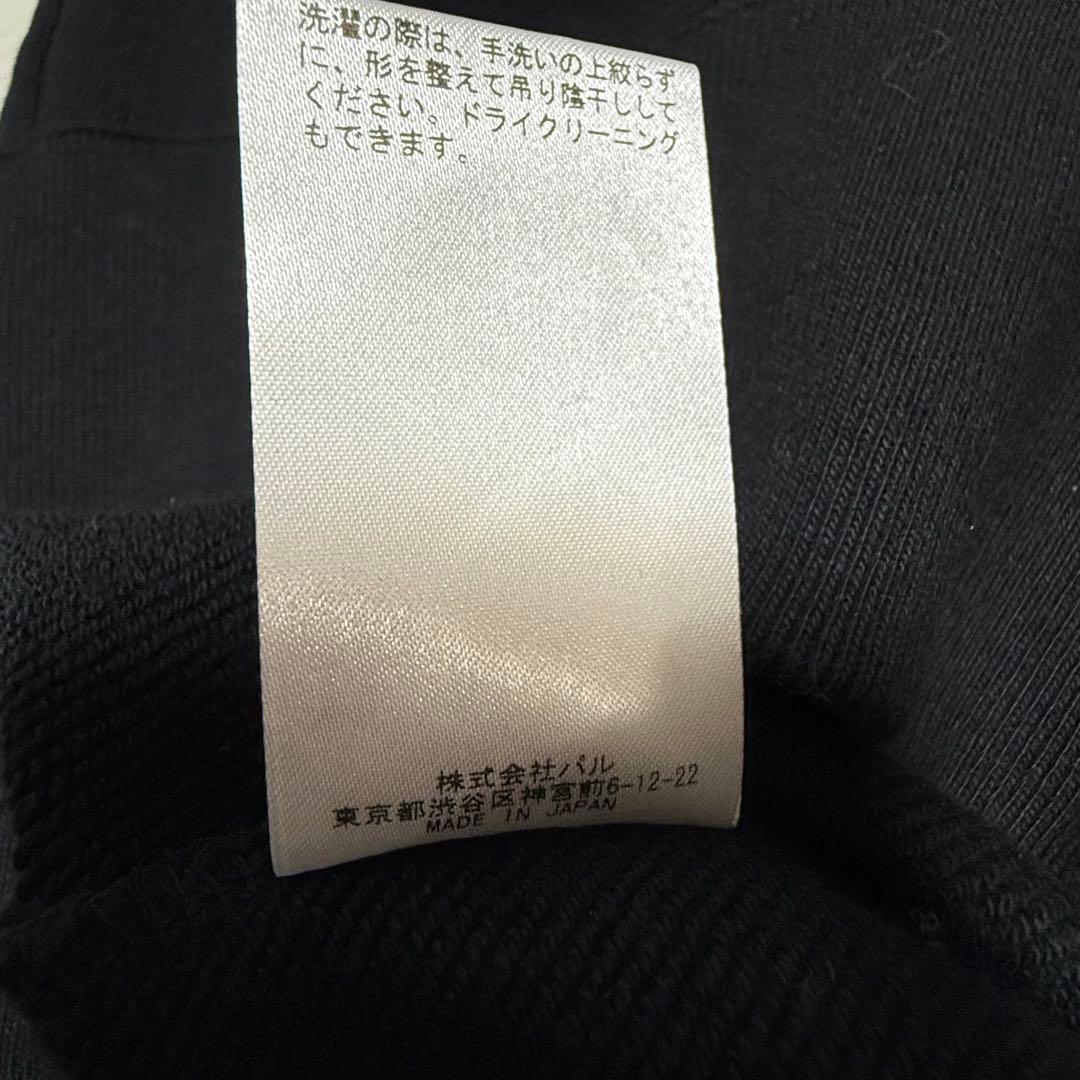 洗濯の際は、手洗いの上絞らず
に、形を整えて吊り陰干しして
ください。ドライクリーニング
もできます。
株式会社パル
東京都渋谷区神宮前6-12-22
MADE IN JAPAN